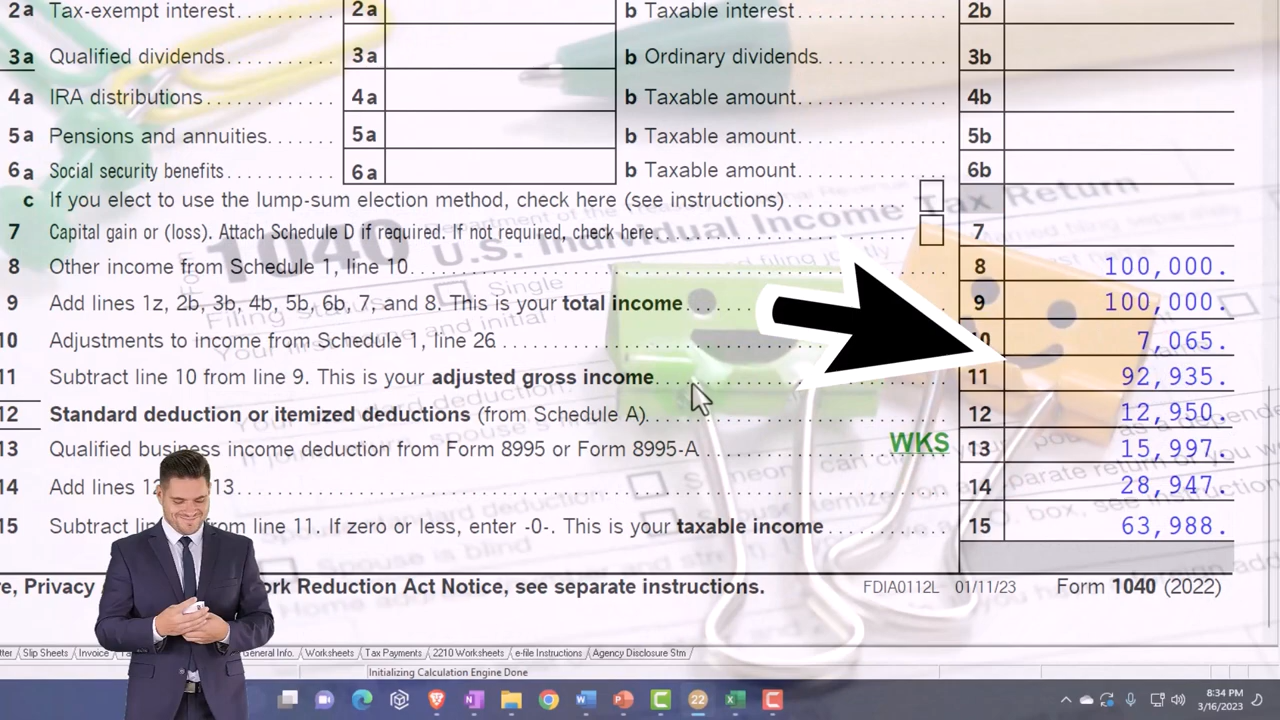 2a Tax-exempt interest. . . . . . . . . . 2a b Taxable interest. . . . . . . . . . . . . . . . . . 2b
3a Qualified dividends. . . . . . . . . . . 3a b Ordinary dividends. . . . . . . . . . . . . . . 3b
4a IRA distributions . . . . . . . . . . . . . 4a b Taxable amount. . . . . . . . . . . . . . . . . . 4b
5a Pensions and annuities. . . . . . . 5a b Taxable amount. . . . . . . . . . . . . . . . . . 5b
6a Social security benefits . . . . . . . . . . . 6a b Taxable amount. . . . . . . . . . . . . . . . . . 6b
c If you elect to use the lump-sum election method, check here (see instructions) . . . . . . . . . . . . .
7 Capital gain or (loss). Attach Schedule D if required. If not required, check here. . . . . . . . . . 7
8 Other income from Schedule 1, line 10. . . . . . . . . . 8 100,000.
9 Add lines 1z, 2b, 3b, 4b, 5b, 6b, 7, and 8. This is your total income . . . . . 9 100,000.
10 Adjustments to income from Schedule 1, line 26. . . . . . . . . . 7,065.
11 Subtract line 10 from line 9. This is your adjusted gross income. . . . . . . . . . 11 92,935.
12 Standard deduction or itemized deductions (from Schedule A). . . . . . . . . . 12 12,950.
13 Qualified business income deduction from Form 8995 or Form 8995-A . . . . . WKS 13 15,997.
14 Add lines 13. . . . . . . . . . 14 28,947.
15 Subtract from line 11. If zero or less, enter -0-. This is your taxable income . . . . . . . . . . 15 63,988.
Privacy Work Reduction Act Notice, see separate instructions. FDIA0112L 01/11/23 Form 1040 (2022)
1040 U.S. Individual Income Tax Return
Filing Status
Single
Slip Sheets Invoice General Info. Worksheets Tax Payments 2210 Worksheets e-file Instructions Agency Disclosure Stm
Initializing Calculation Engine Done
22
8:34 PM
3/16/2023